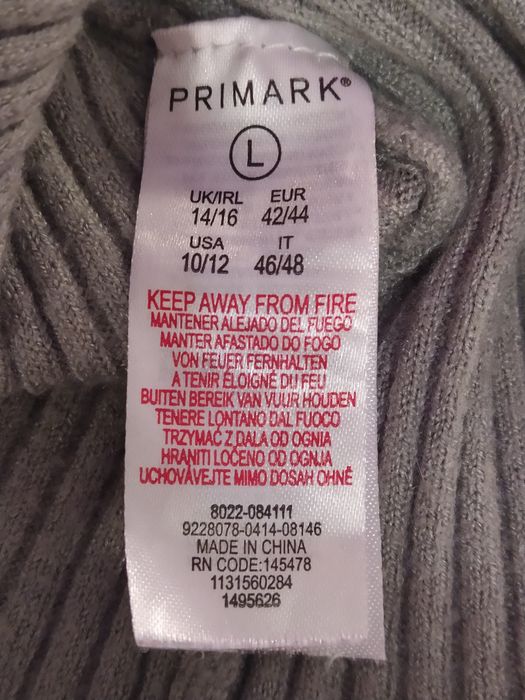 PRIMARK®
L
UK/IRL EUR
14/16 42/44
USA IT
10/12 46/48
KEEP AWAY FROM FIRE
MANTENER ALEJADO DEL FUEGO
MANTER AFASTADO DO FOGO
VON FEUER FERNHALTEN
A TENIR ÉLOIGNÉ DU FEU
BUITEN BEREIK VAN VUUR HOUDEN
TENERE LONTANO DAL FUOCO
TRZYMAĆ Z DALA OD OGNIA
HRANITI LOČENO OD OGNJA
UCHOVÁVEJTE MIMO DOSAH OHNĚ
8022-084111
9228078-0414-08146
MADE IN CHINA
RN CODE:145478
1131560284
1495626